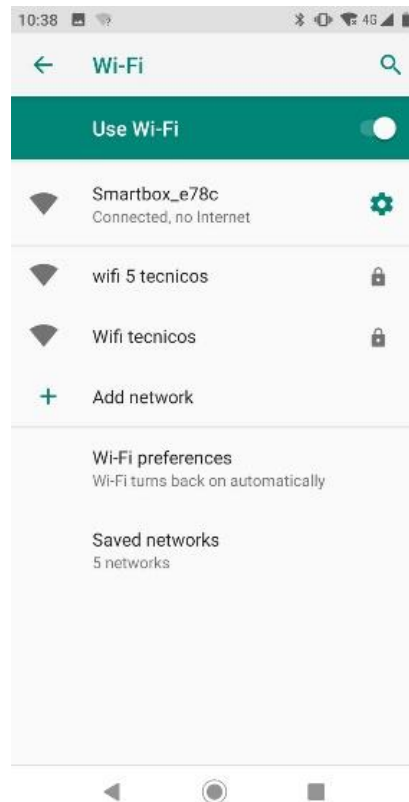 10:38
4G
Wi-Fi
Use Wi-Fi
Smartbox_e78c
Connected, no Internet
wifi 5 tecnicos
Wifi tecnicos
Add network
Wi-Fi preferences
Wi-Fi turns back on automatically
Saved networks
5 networks